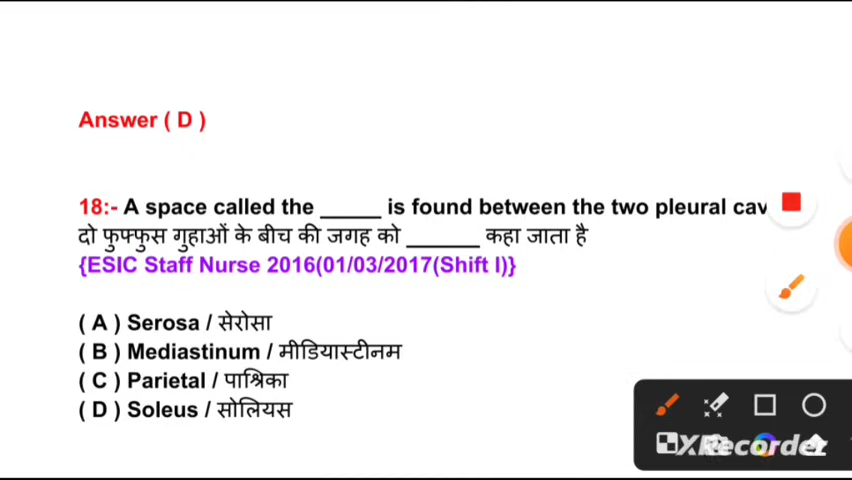 Answer ( D )
18:- A space called the _____ is found between the two pleural cav
दो फुफ्फुस गुहाओं के बीच की जगह को ______ कहा जाता है
{ESIC Staff Nurse 2016(01/03/2017(Shift I)}
( A ) Serosa / सेरोसा
( B ) Mediastinum / मीडियास्टीनम
( C ) Parietal / पाश्रिका
( D ) Soleus / सोलियस
XRecorder